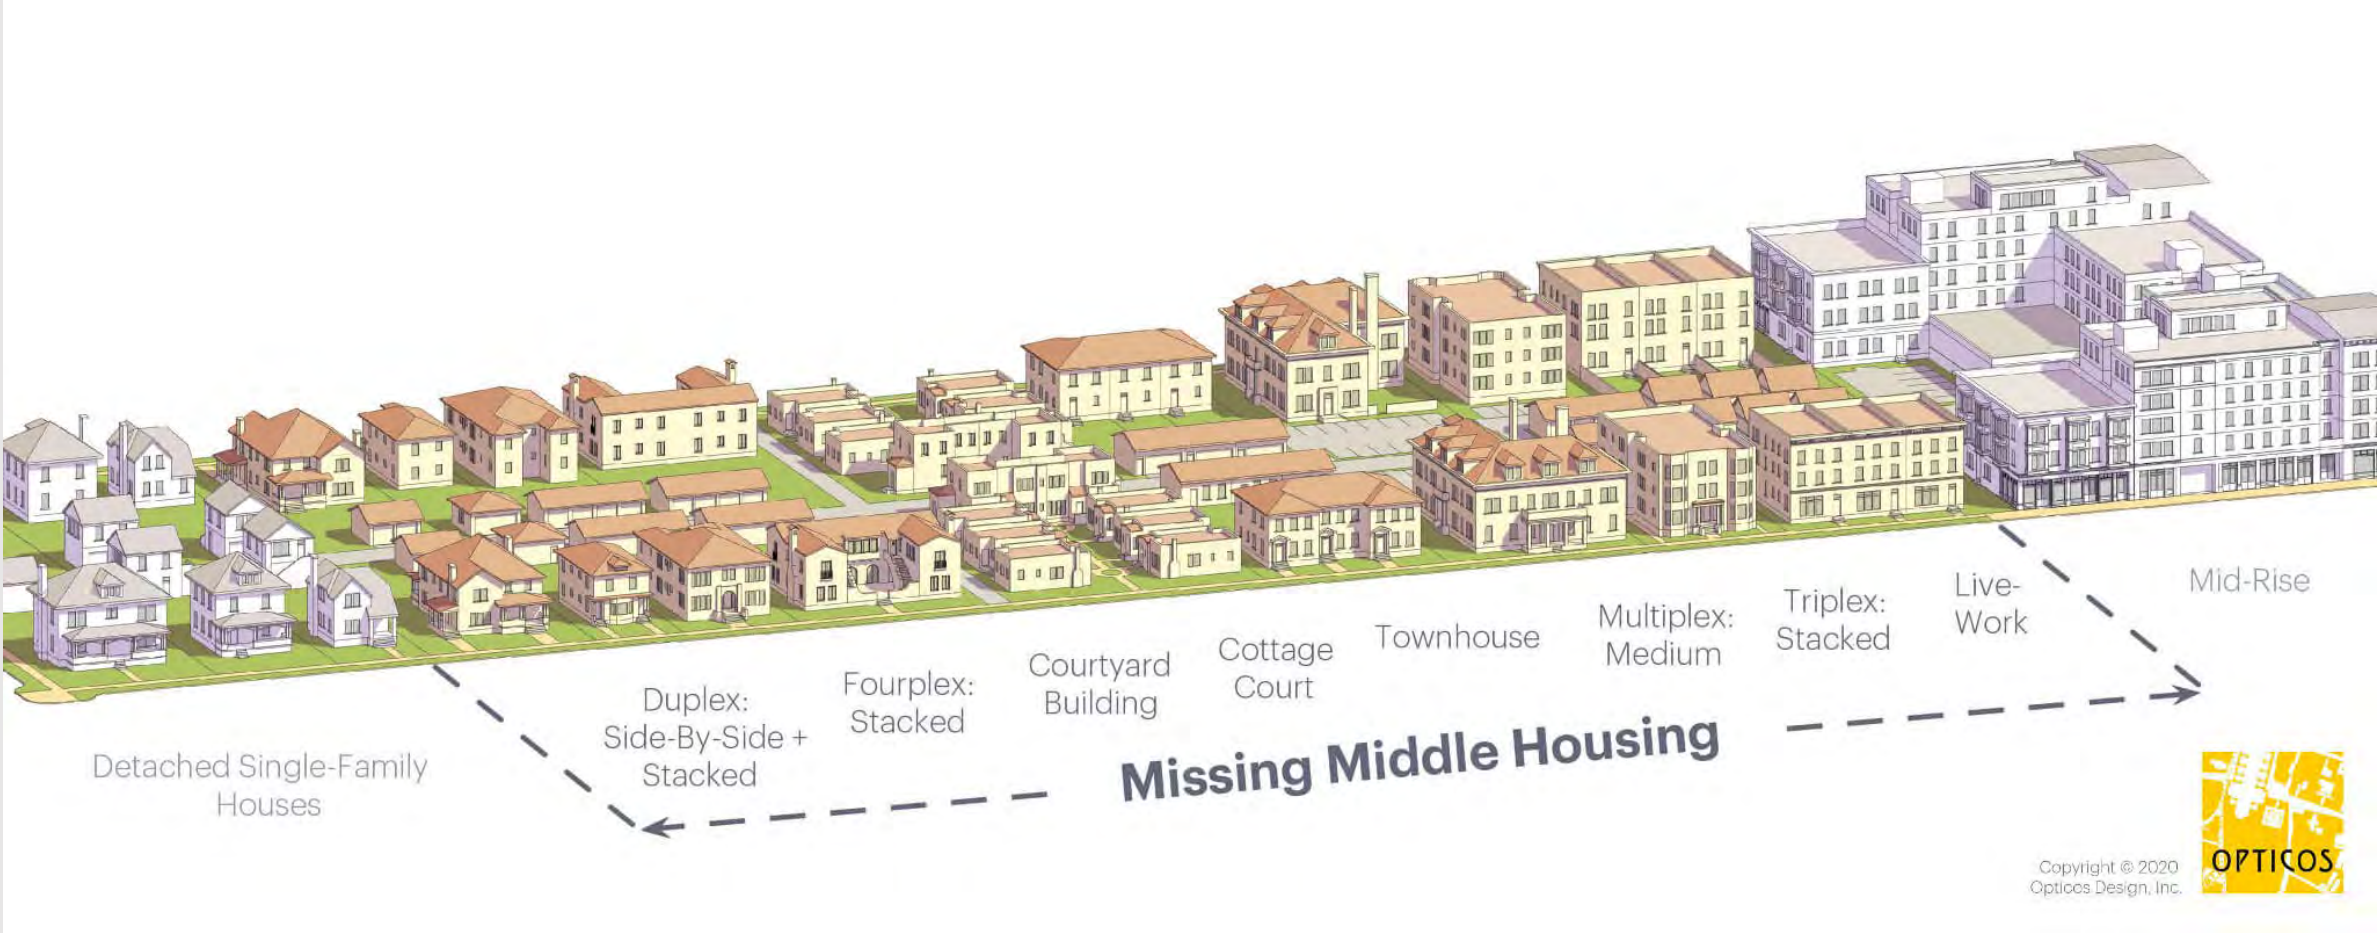 Detached Single-Family
Houses
Duplex:
Side-By-Side +
Stacked
Fourplex:
Stacked
Courtyard
Building
Cottage
Court
Townhouse
Multiplex:
Medium
Triplex:
Stacked
Live-
Work
Mid-Rise
Missing Middle Housing
Copyright © 2020
Opticos Design, Inc.
OPTICOS